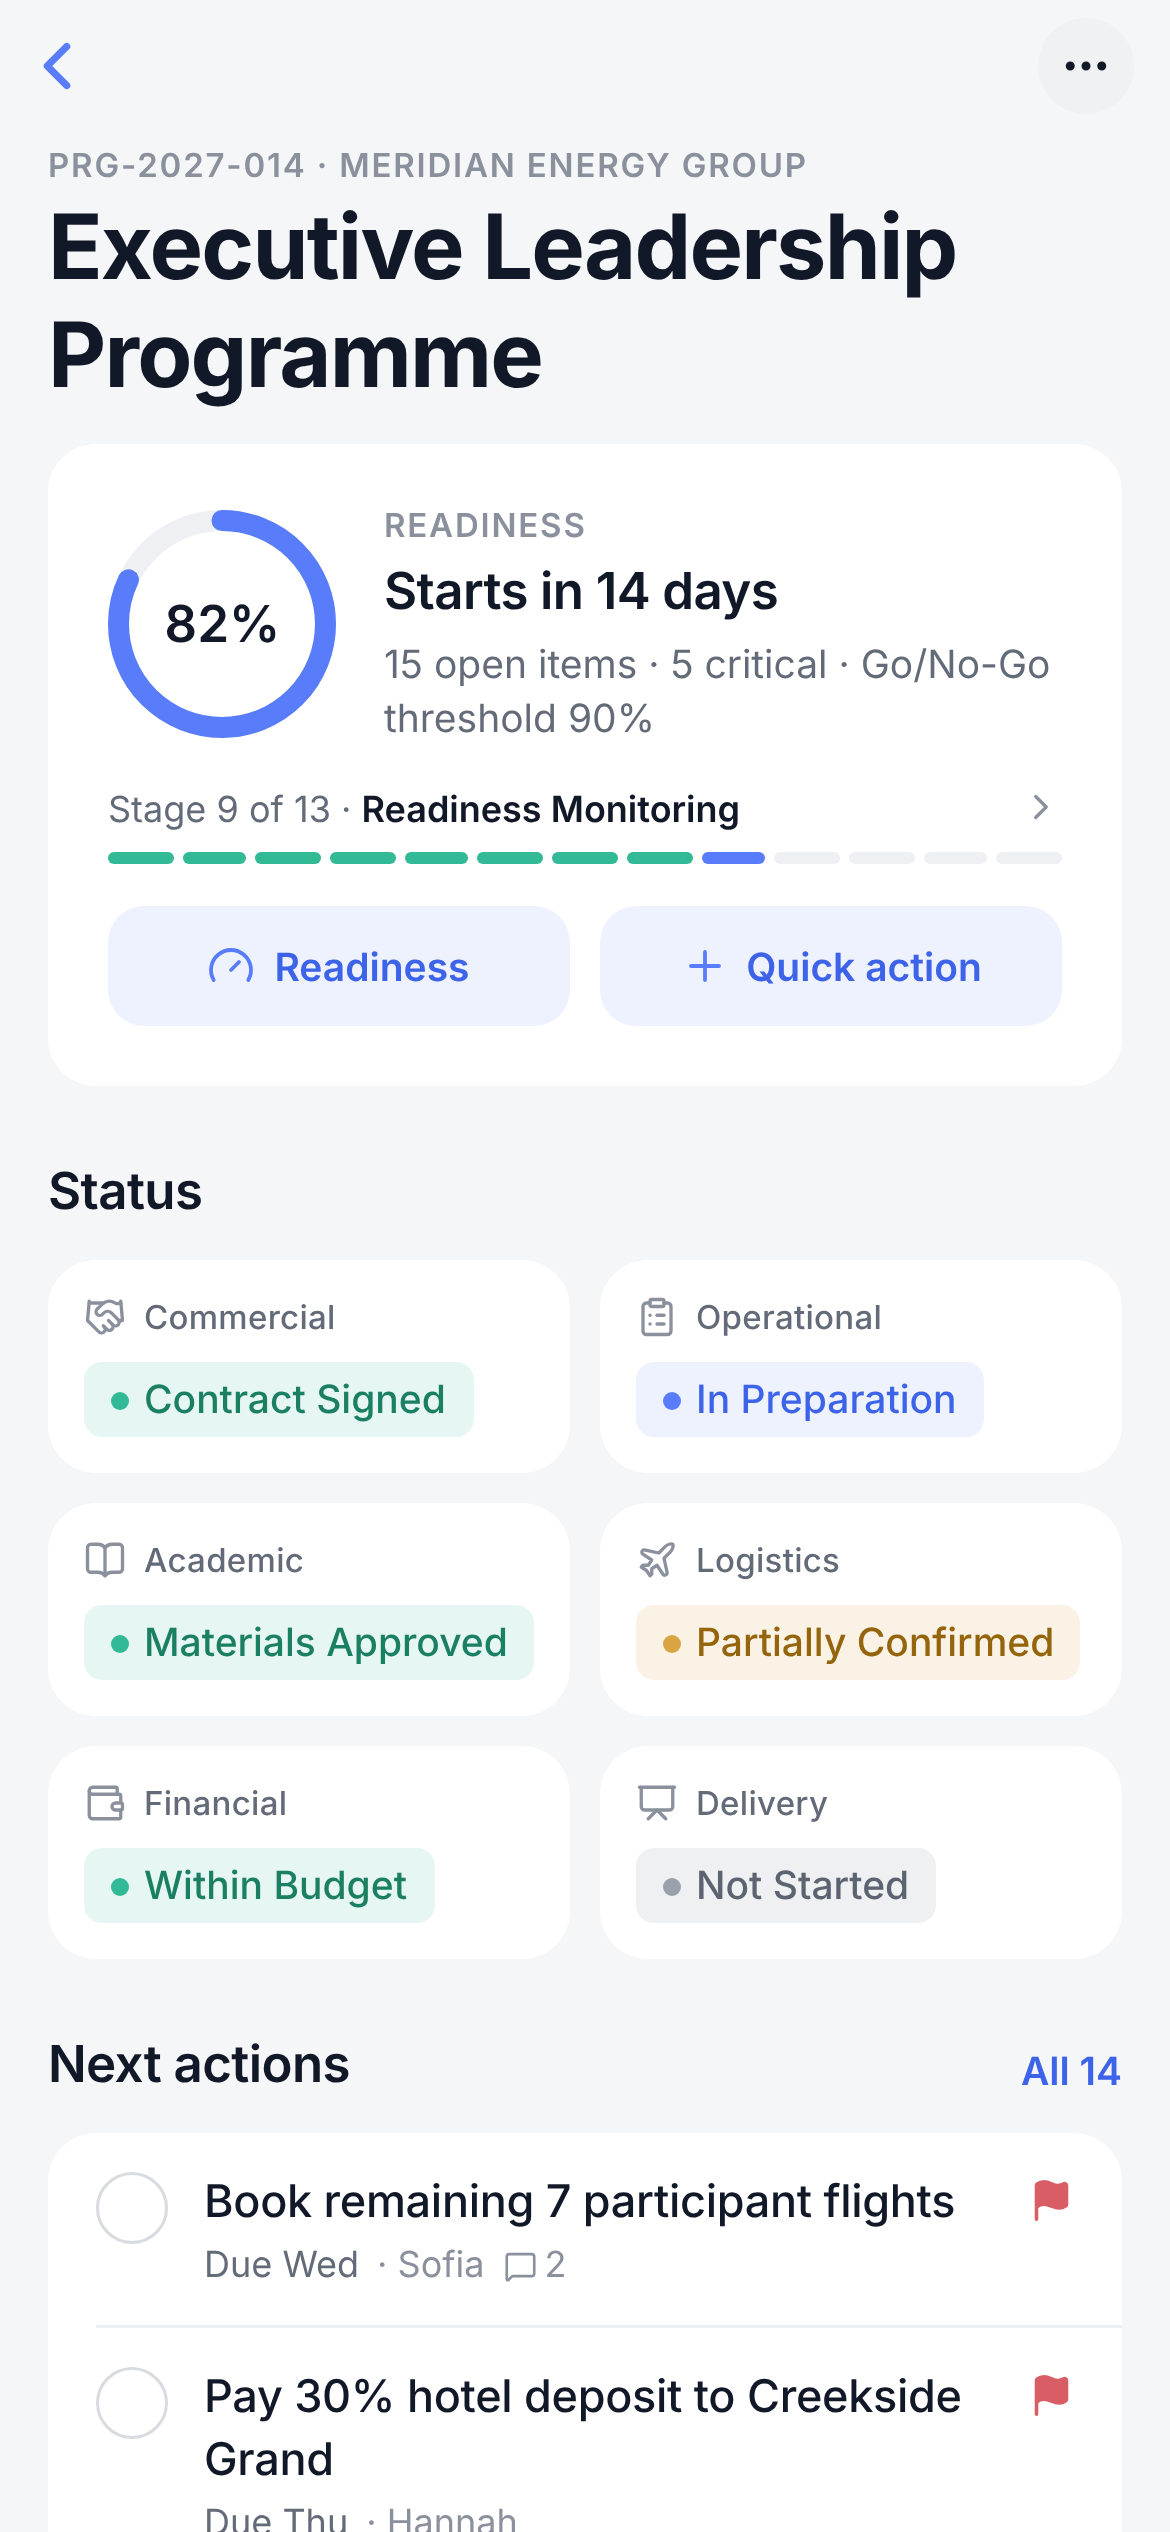 PRG-2027-014 · MERIDIAN ENERGY GROUP
Executive Leadership
Programme
82%
READINESS
Starts in 14 days
15 open items · 5 critical · Go/No-Go
threshold 90%
Stage 9 of 13 · Readiness Monitoring
Readiness
Quick action
Status
Commercial
Contract Signed
Operational
In Preparation
Academic
Materials Approved
Logistics
Partially Confirmed
Financial
Within Budget
Delivery
Not Started
Next actions
All 14
Book remaining 7 participant flights
Due Wed · Sofia 2
Pay 30% hotel deposit to Creekside
Grand
Due Thu · Hannah